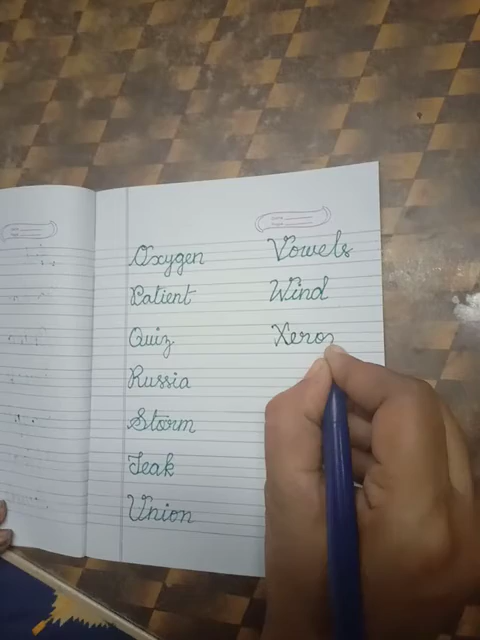 Oxygen
Patient
Quiz
Russia
Storm
Teak
Union
Vowels
Wind
Xero